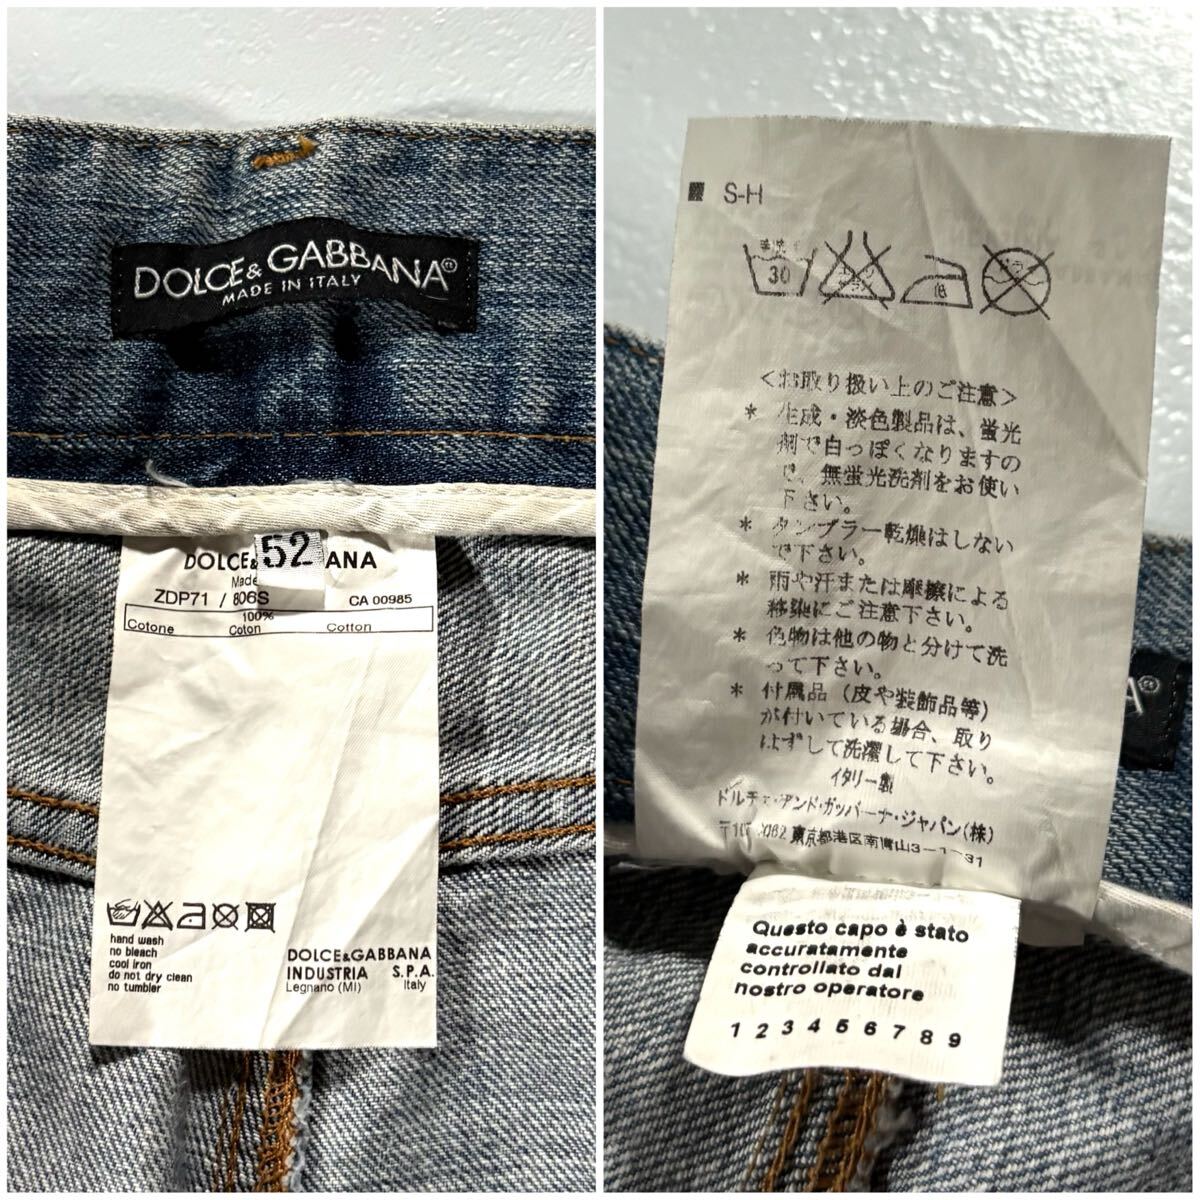 DOLCE & GABBANA®
MADE IN ITALY
52
DOLCE& ANA
Made
ZDP71 / 806S CA 00985
100%
Cotone Coton Cotton
hand wash
no bleach
cool iron
do not dry clean
no tumbler
DOLCE&GABBANA
INDUSTRIA S.P.A.
Legnano (MI) Italy
S-H
30
<お取り扱い上のご注意>
* 生成・淡色製品は、蛍光
剤で白っぽくなりますの
で、無蛍光洗剤をお使い
下さい。
* タンブラー乾燥はしない
で下さい。
* 雨や汗または摩擦による
移染にご注意下さい。
* 色物は他の物と分けて洗
って下さい。
* 付属品(皮や装飾品等)
が付いている場合、取り
はずして洗濯して下さい。
イタリー製
ドルチェ・アンド・ガッバーナ・ジャパン(株)
東京都港区南青山3-1-31
A®
Questo capo è stato
accuratamente
controllato dal
nostro operatore
1 2 3 4 5 6 7 8 9